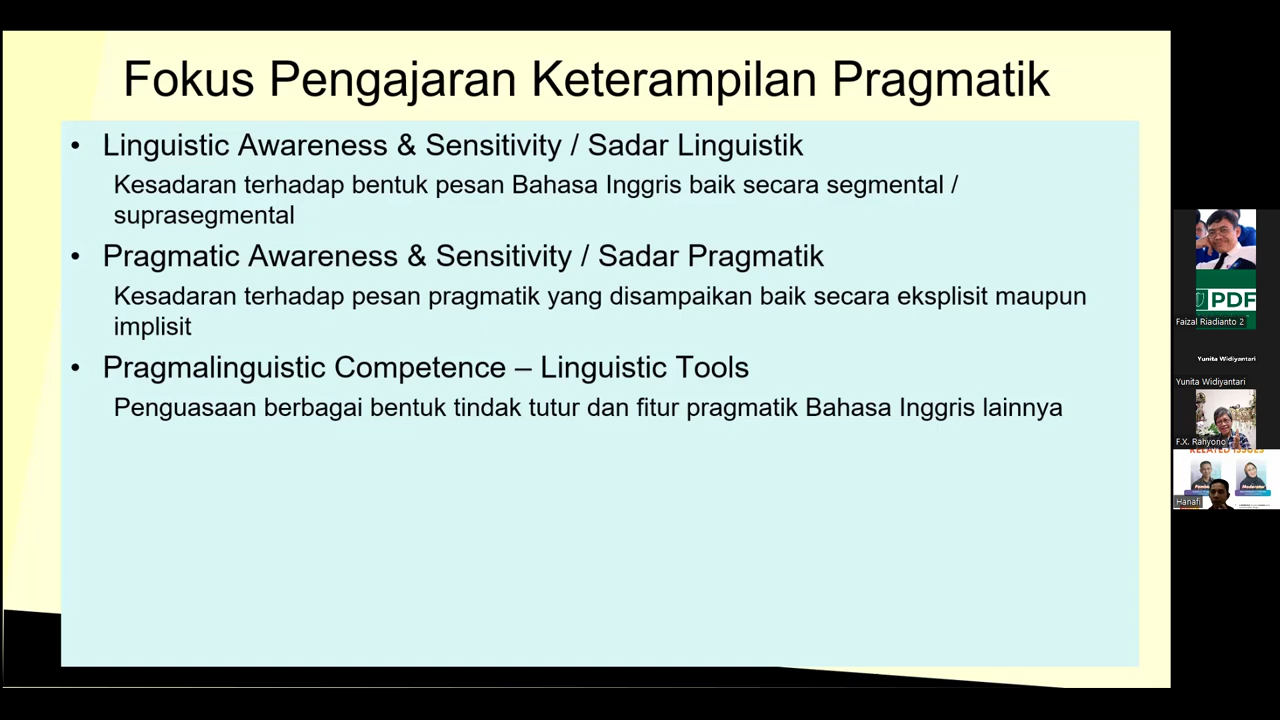 Fokus Pengajaran Keterampilan Pragmatik
• Linguistic Awareness & Sensitivity / Sadar Linguistik
Kesadaran terhadap bentuk pesan Bahasa Inggris baik secara segmental /
suprasegmental
• Pragmatic Awareness & Sensitivity / Sadar Pragmatik
Kesadaran terhadap pesan pragmatik yang disampaikan baik secara eksplisit maupun
implisit
• Pragmalinguistic Competence – Linguistic Tools
Penguasaan berbagai bentuk tindak tutur dan fitur pragmatik Bahasa Inggris lainnya
PDF
Faizal Riadianto 2
Yunita Widiyantari
Yunita Widiyantari
F.X. Rahyono
RELATED ISSUES
Moderator
Hanafi